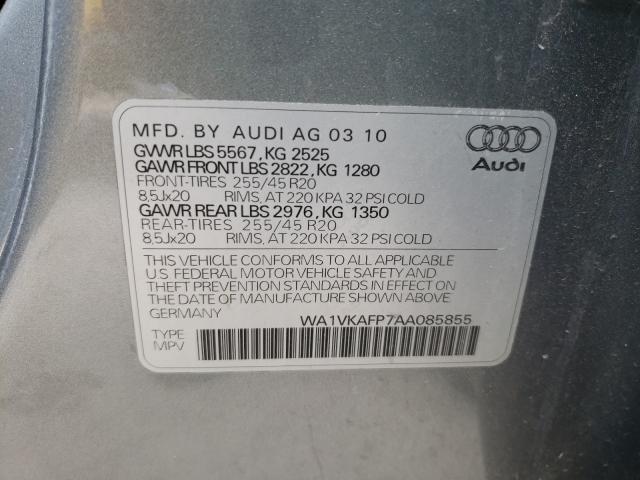 MFD. BY AUDI AG 03 10
GVWR LBS 5567, KG 2525
GAWR FRONT LBS 2822, KG 1280
FRONT-TIRES 255/45 R20
8,5Jx20 RIMS, AT 220 KPA 32 PSI COLD
GAWR REAR LBS 2976, KG 1350
REAR-TIRES 255/45 R20
8,5Jx20 RIMS, AT 220 KPA 32 PSI COLD
Audi
THIS VEHICLE CONFORMS TO ALL APPLICABLE
U.S. FEDERAL MOTOR VEHICLE SAFETY AND
THEFT PREVENTION STANDARDS IN EFFECT ON
THE DATE OF MANUFACTURE SHOWN ABOVE.
GERMANY WA1VKAFP7AA085855
TYPE
MPV